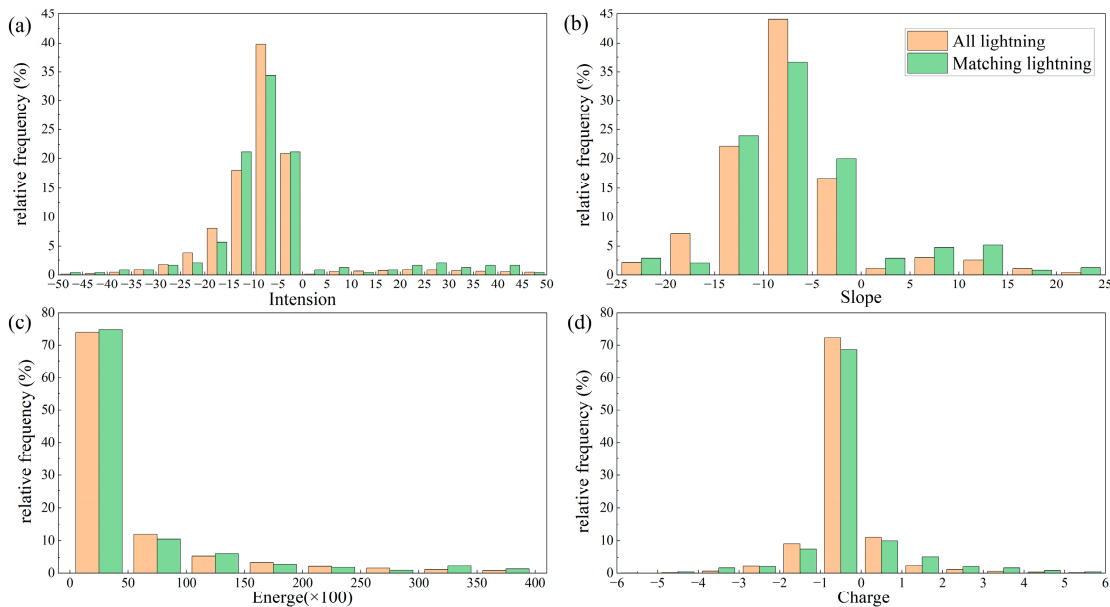 (a)
45
40
35
30
25
20
15
10
5
0
relative frequency (%)
−50 −45 −40 −35 −30 −25 −20 −15 −10 −5 0 5 10 15 20 25 30 35 40 45 50
Intension
(b)
45
40
35
30
25
20
15
10
5
0
relative frequency (%)
All lightning
Matching lightning
−25 −20 −15 −10 −5 0 5 10 15 20 25
Slope
(c)
80
70
60
50
40
30
20
10
0
relative frequency (%)
0 50 100 150 200 250 300 350 400
Energe(×100)
(d)
80
70
60
50
40
30
20
10
0
relative frequency (%)
−6 −5 −4 −3 −2 −1 0 1 2 3 4 5 6
Charge